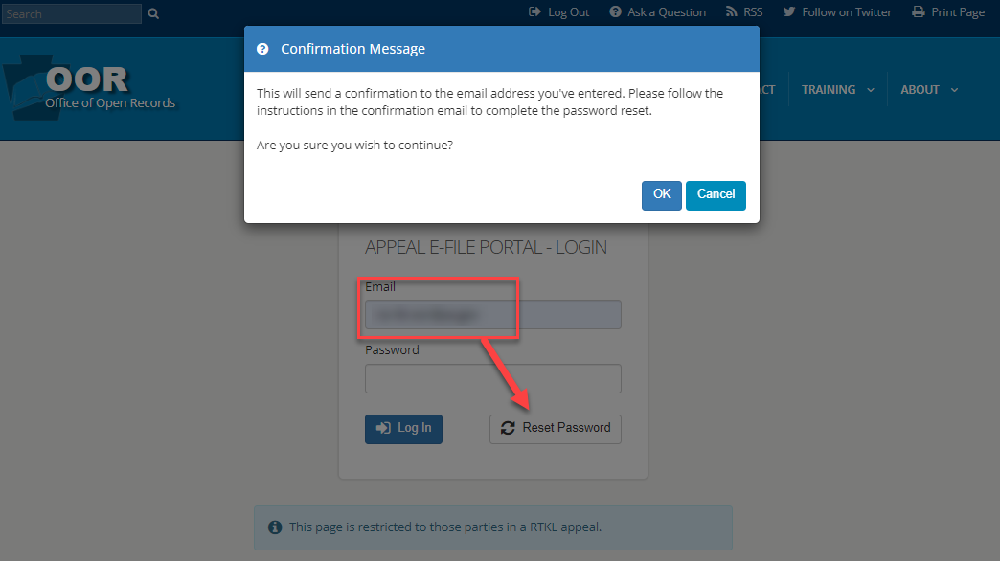 Search
Log Out
Ask a Question
RSS
Follow on Twitter
Print Page
OOR
Office of Open Records
TRAINING
ABOUT
Confirmation Message
This will send a confirmation to the email address you've entered. Please follow the
instructions in the confirmation email to complete the password reset.
Are you sure you wish to continue?
OK
Cancel
APPEAL E-FILE PORTAL - LOGIN
Email
Password
Log In
Reset Password
This page is restricted to those parties in a RTKL appeal.